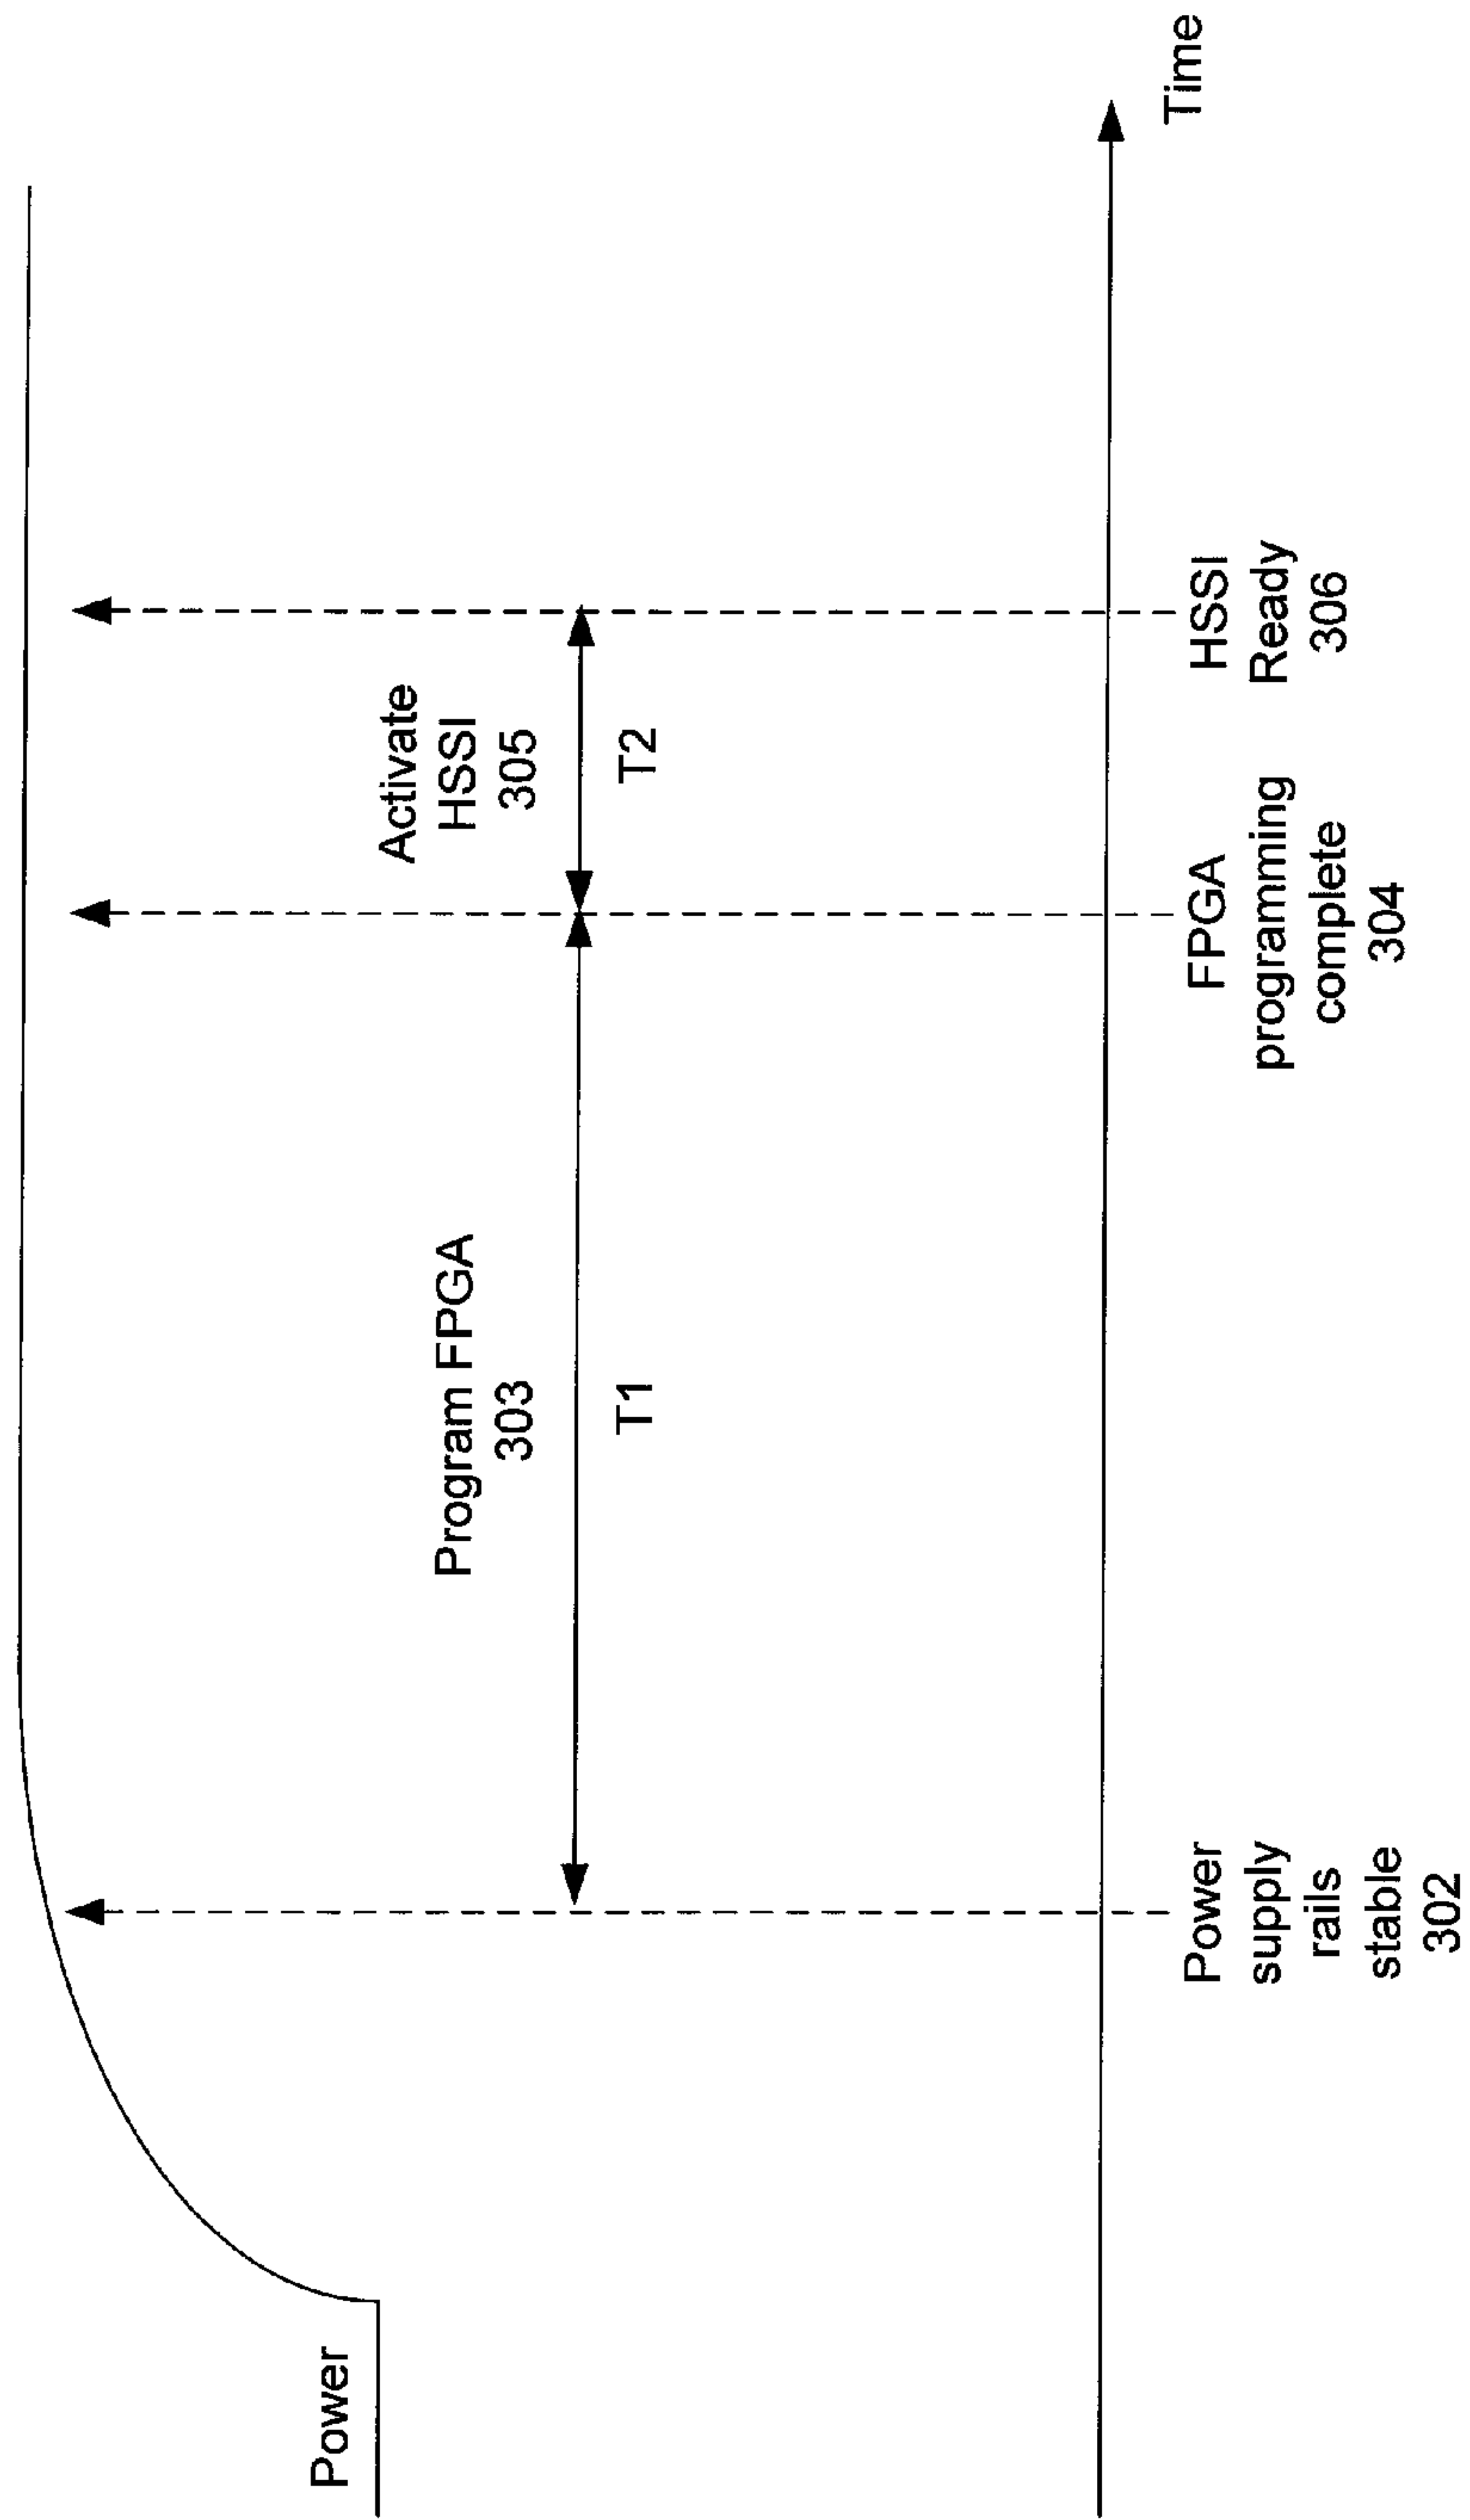 Power
Activate
HSSI
305
Program FPGA
303
T1
T2
Time
Power
supply
rails
stable
302
FPGA
programming
complete
304
HSSI
Ready
306